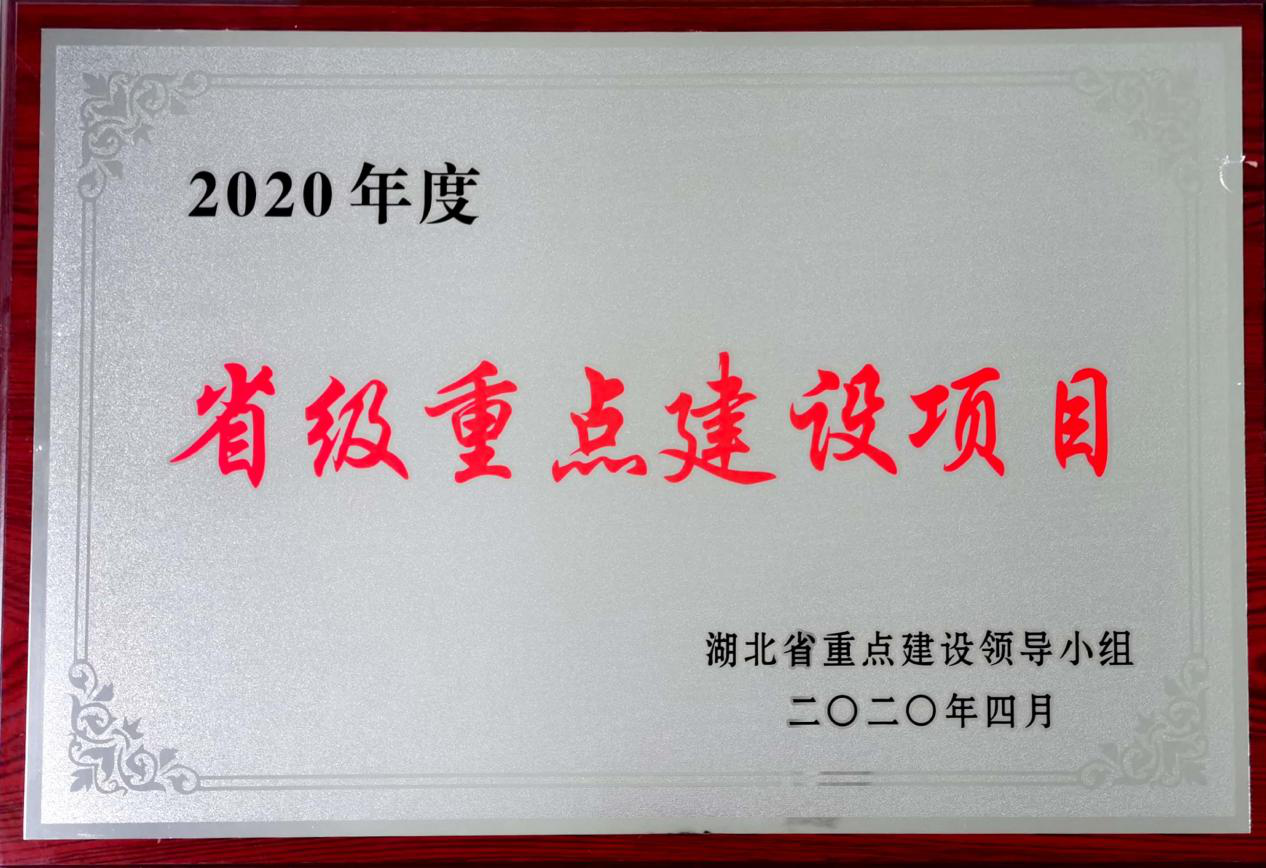 2020年度
省级重点建设项目
湖北省重点建设领导小组
二〇二〇年四月